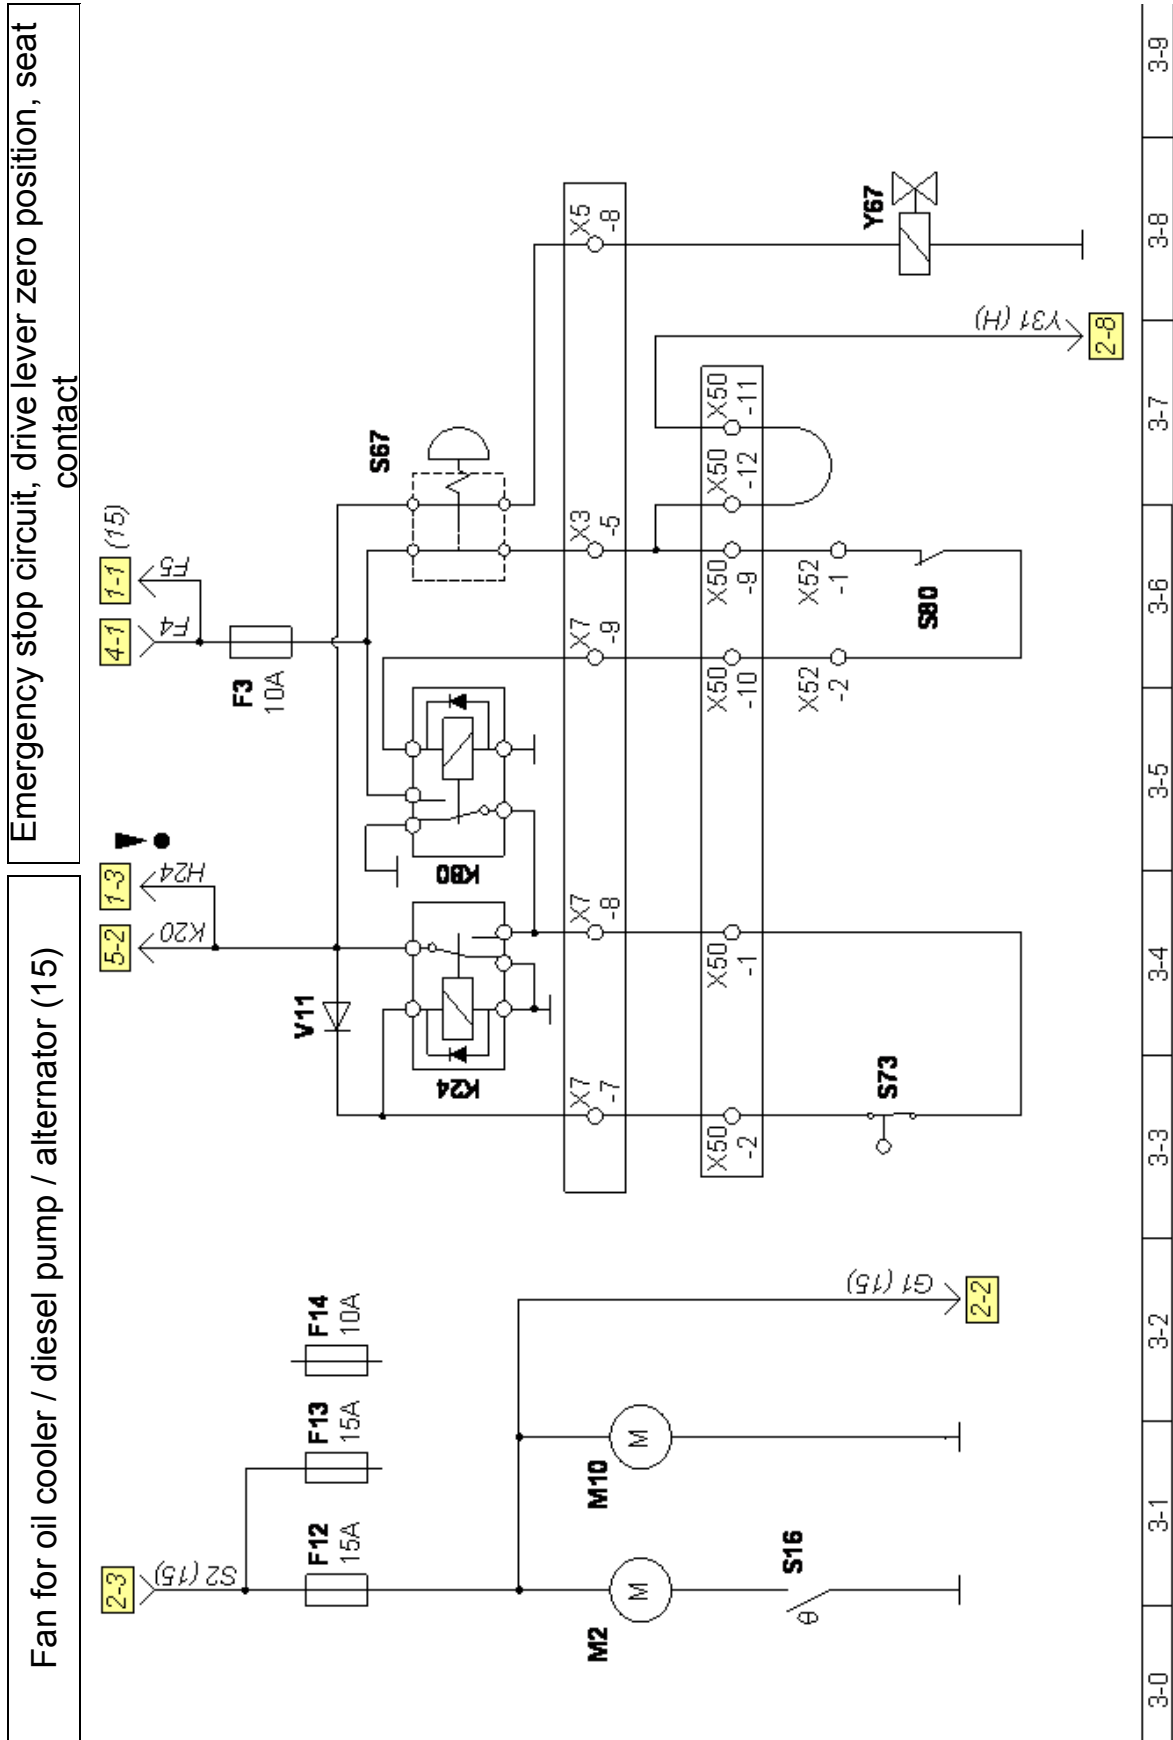 Fan for oil cooler / diesel pump / alternator (15)
Emergency stop circuit, drive lever zero position, seat
contact
2-3
S2 (15)
5-2
K20
1-3
H24
4-1
F4
1-1
(15)
F5
F12
15A
F13
15A
F14
10A
V11
F3
10A
K24
K80
S67
M2
M10
X7
-7
X7
-8
X7
-9
X3
-5
X5
-8
X50
-2
X50
-1
X50
-10
X50
-9
X50
-12
X50
-11
S16
θ
M
M
X52
-2
X52
-1
S73
S80
Y67
G1 (15)
2-2
Y31 (H)
2-8
3-0
3-1
3-2
3-3
3-4
3-5
3-6
3-7
3-8
3-9